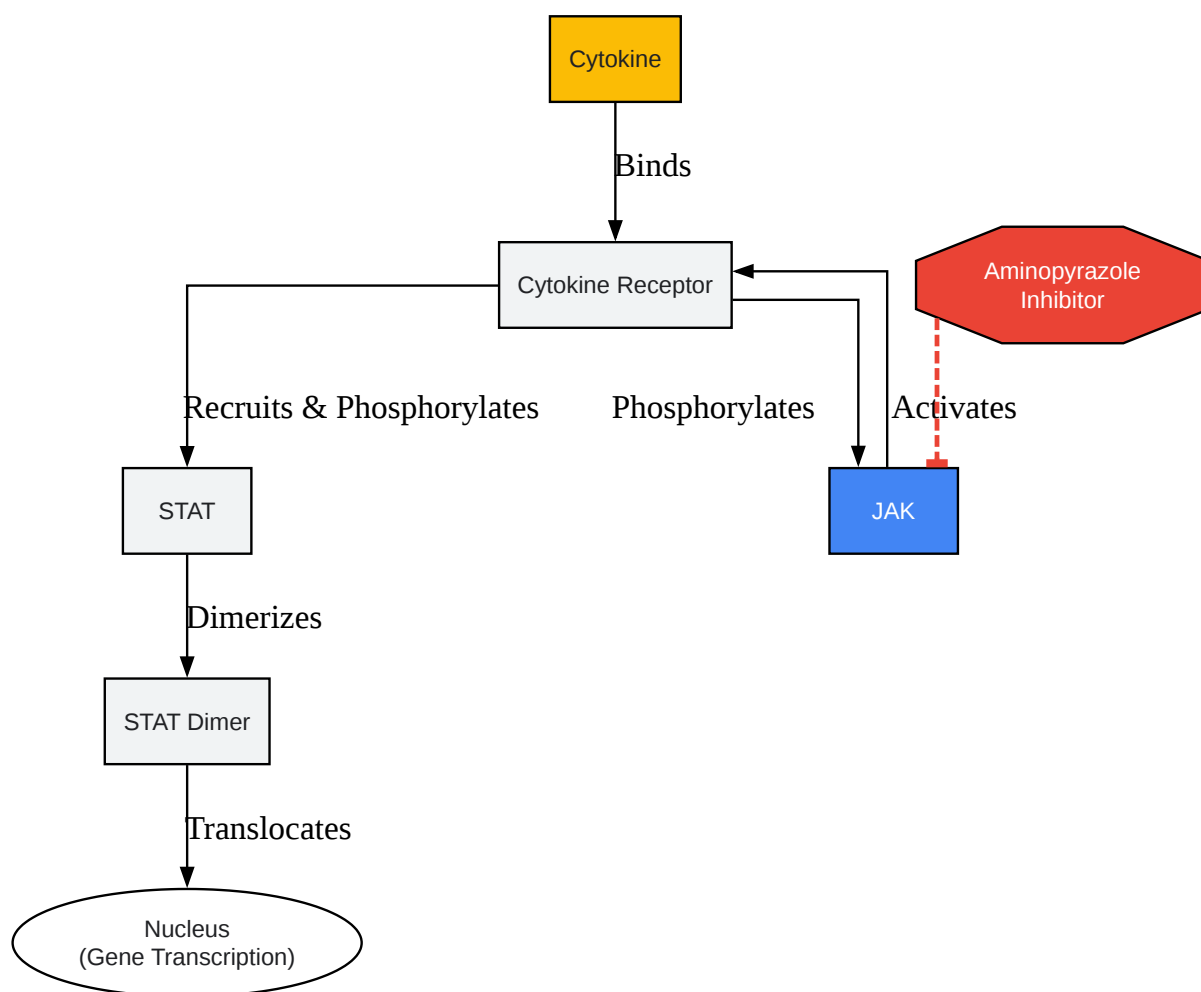 Cytokine
Binds
Aminopyrazole
Inhibitor
Cytokine Receptor
Recruits & Phosphorylates
Phosphorylates
Activates
STAT
JAK
Dimerizes
STAT Dimer
Translocates
Nucleus
(Gene Transcription)